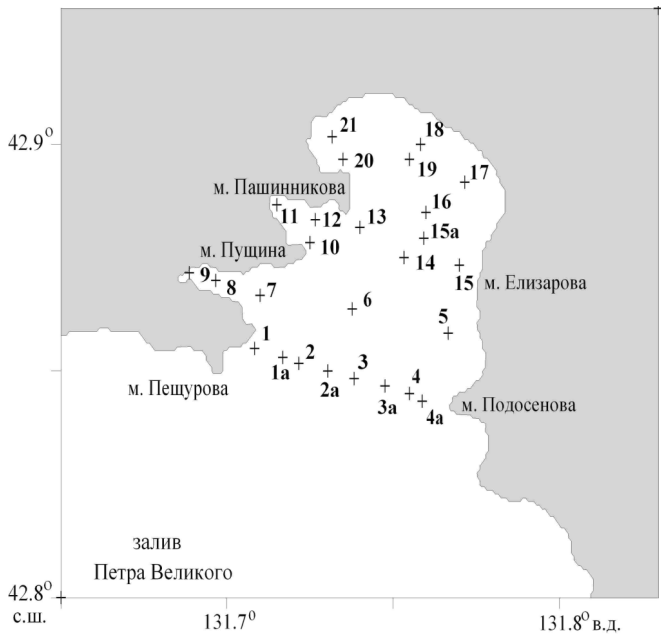 21
18
42.9⁰
20
19
17
м. Пашинникова
11
12
13
16
м. Пущина
10
15а
14
9
8
7
15
м. Елизарова
6
5
1
2
3
4
1а
2а
м. Пещурова
3а
4а
м. Подосенова
залив
Петра Великого
42.8⁰
с.ш.
131.7⁰
131.8⁰ в.д.